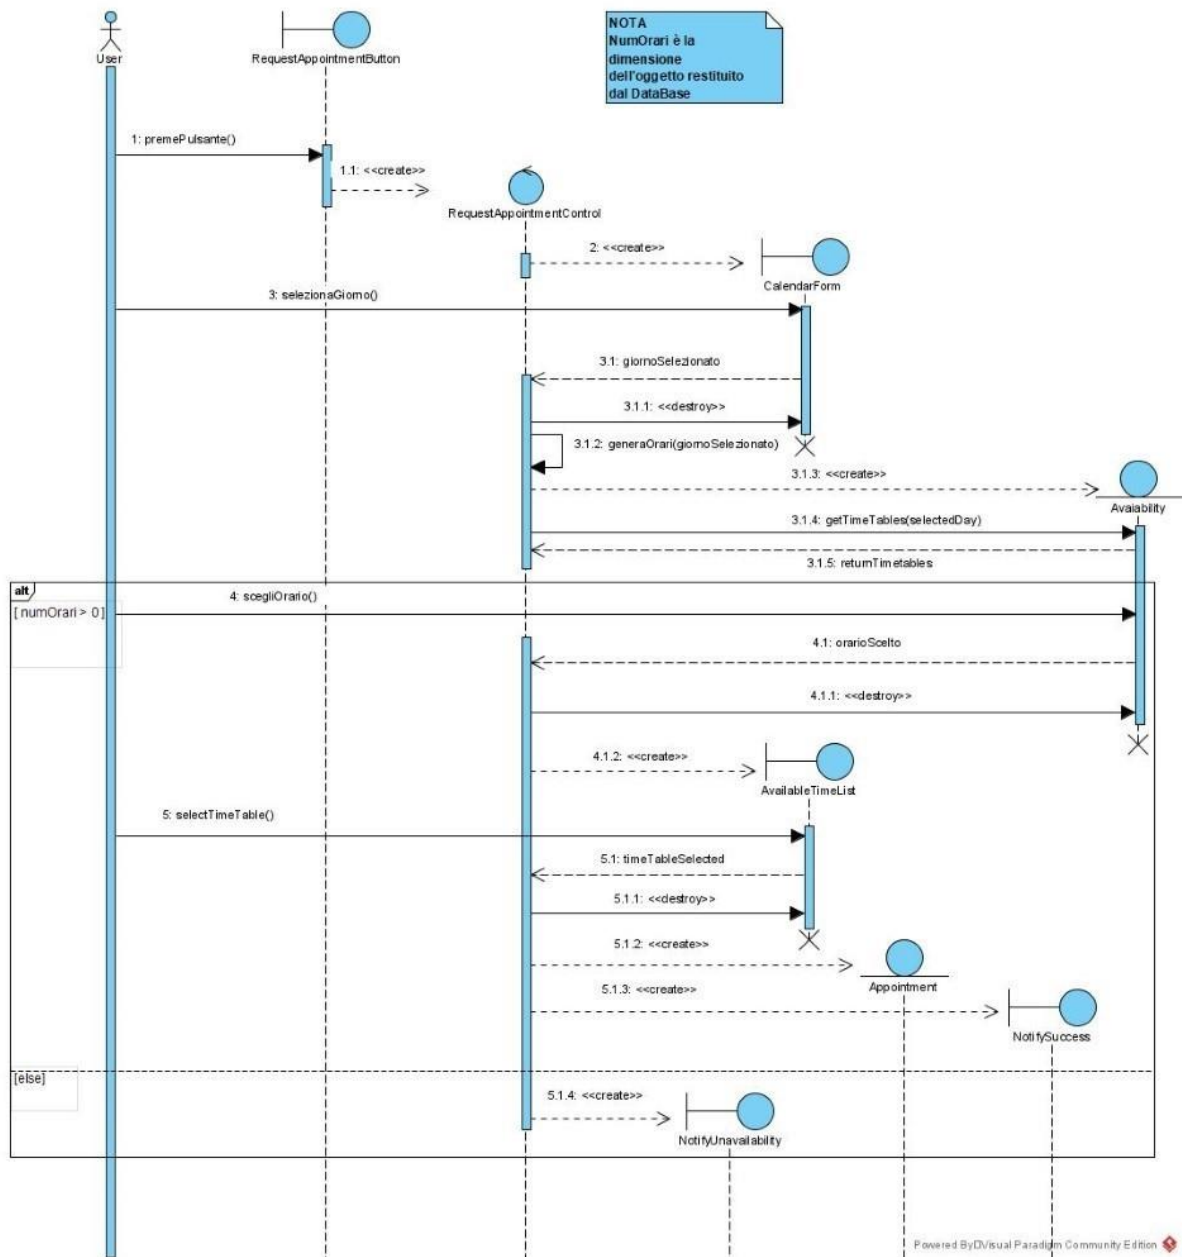 NOTA
NumOrari è la
dimensione
dell'oggetto restituito
dal DataBase
User
RequestAppointmentButton
1: premePulsante()
1.1: <<create>>
RequestAppointmentControl
2: <<create>>
CalendarForm
3: selezionaGiorno()
3.1: giornoSelezionato
3.1.1: <<destroy>>
3.1.2: generaOrari(giornoSelezionato)
3.1.3: <<create>>
Avaiability
3.1.4: getTimeTables(selectedDay)
3.1.5: returnTimetables
alt
[ numOrari > 0]
4: scegliOrario()
4.1: orarioScelto
4.1.1: <<destroy>>
4.1.2: <<create>>
AvailableTimeList
5: selectTimeTable()
5.1: timeTableSelected
5.1.1: <<destroy>>
5.1.2: <<create>>
Appointment
5.1.3: <<create>>
NotifySuccess
[else]
5.1.4: <<create>>
NotifyUnavailability
Powered By Visual Paradigm Community Edition